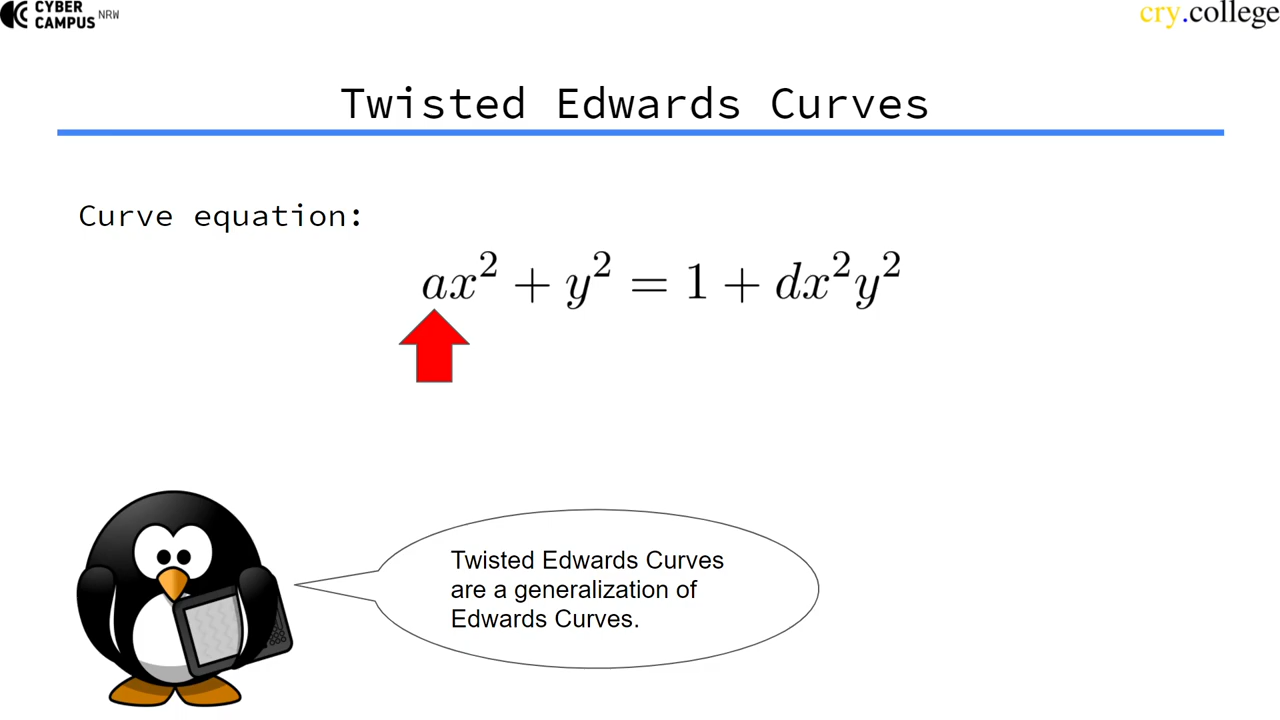 CYBER
CAMPUS NRW
cry.college
Twisted Edwards Curves
Curve equation:
ax² + y² = 1 + dx²y²
Twisted Edwards Curves
are a generalization of
Edwards Curves.